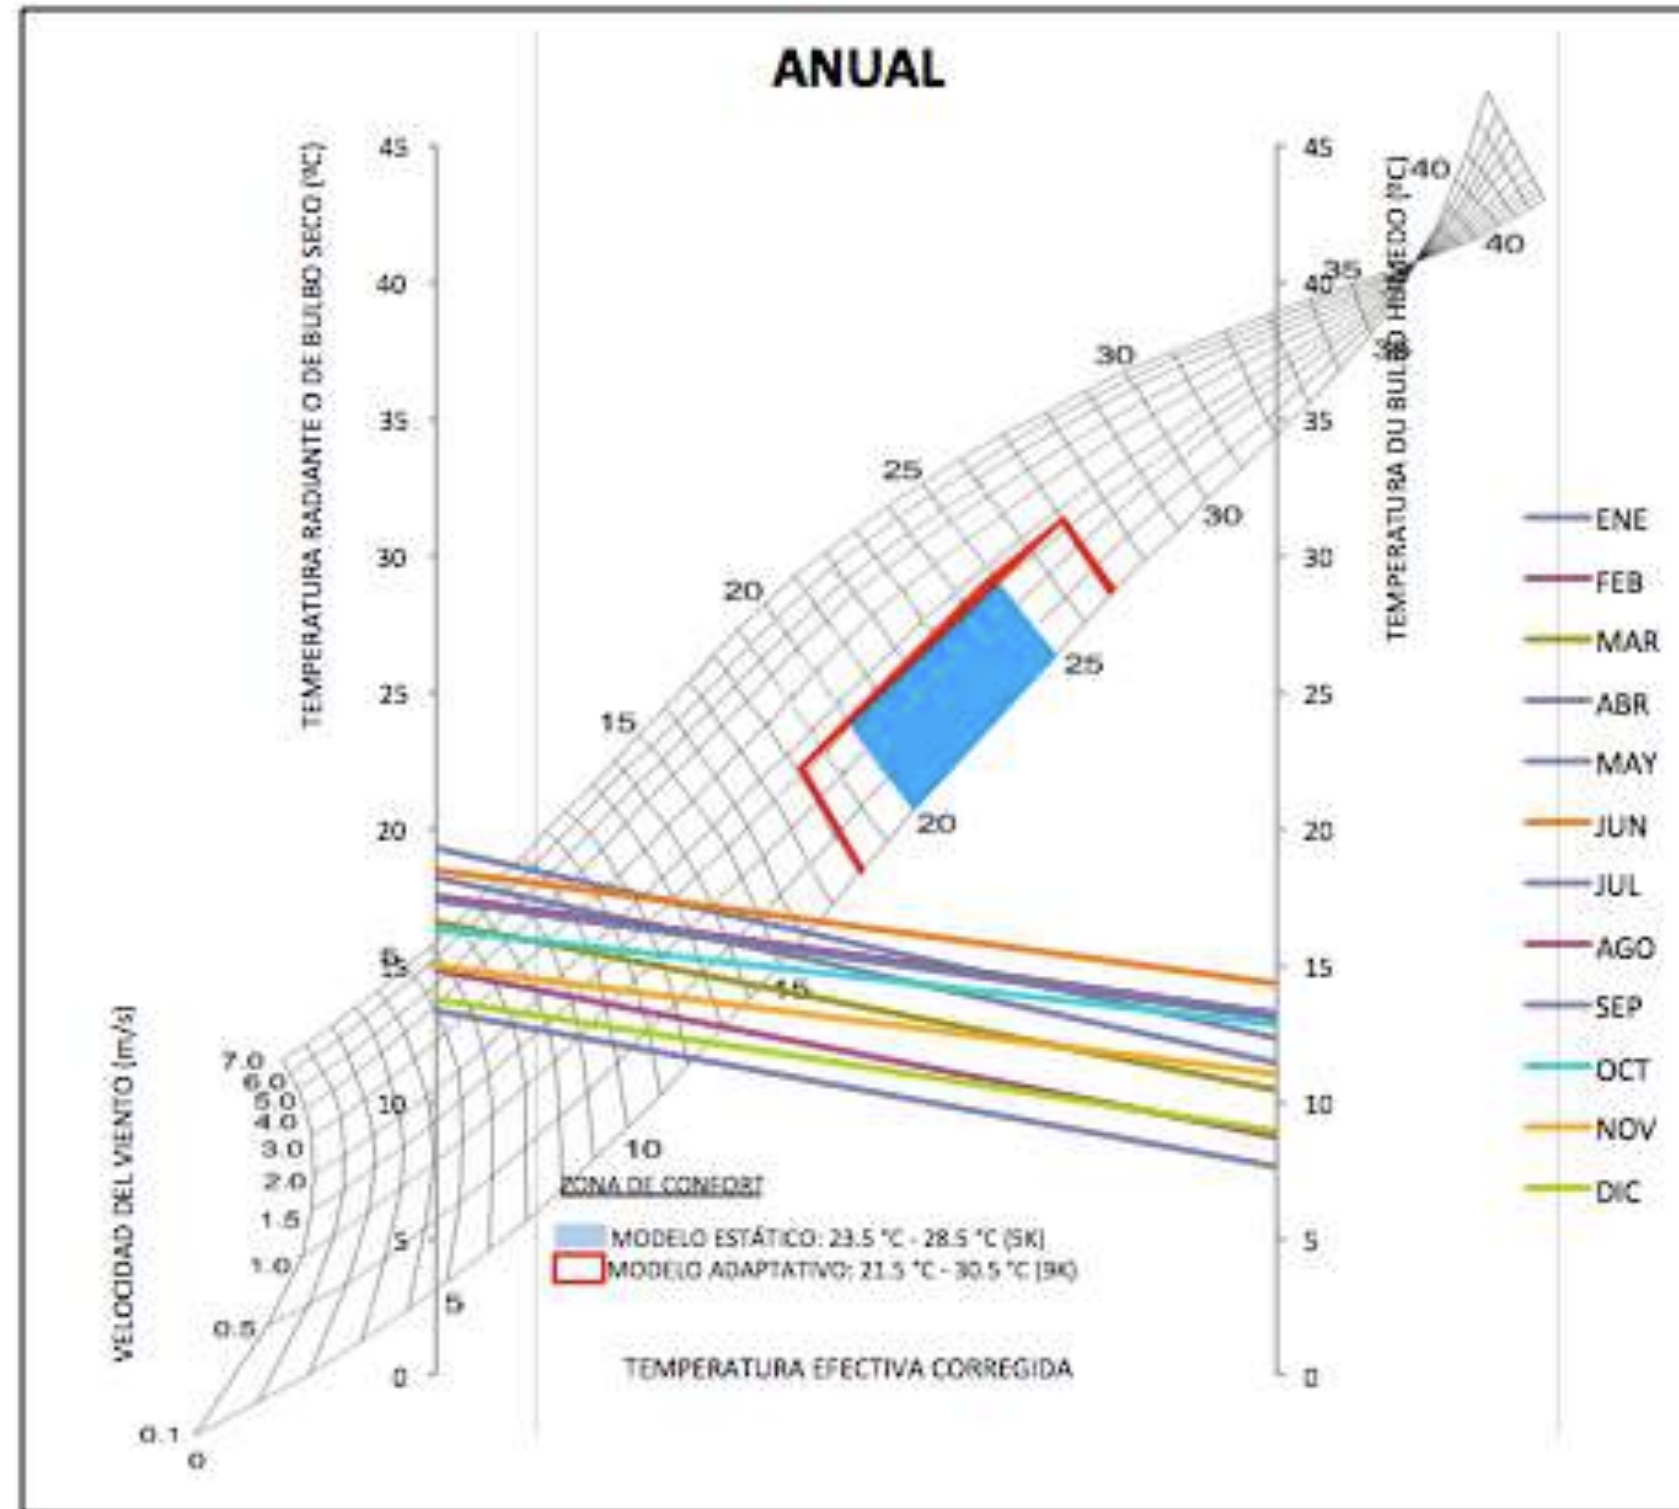 ANUAL
TEMPERATURA RADIANTE O DE BULBO SECO (ºC)
45
40
35
30
25
20
15
10
5
0
VELOCIDAD DEL VIENTO (m/s)
7.0
6.0
5.0
4.0
3.0
2.0
1.5
1.0
0.5
0.1
0
5
10
15
20
25
30
15
20
25
30
35
40
40
45
40
35
30
25
20
15
10
5
0
TEMPERATURA DU BULBO HUMEDO (ºC)
ENE
FEB
MAR
ABR
MAY
JUN
JUL
AGO
SEP
OCT
NOV
DIC
ZONA DE CONFORT
MODELO ESTÁTICO: 23.5 °C - 28.5 °C (5K)
MODELO ADAPTATIVO: 21.5 °C - 30.5 °C (9K)
TEMPERATURA EFECTIVA CORREGIDA